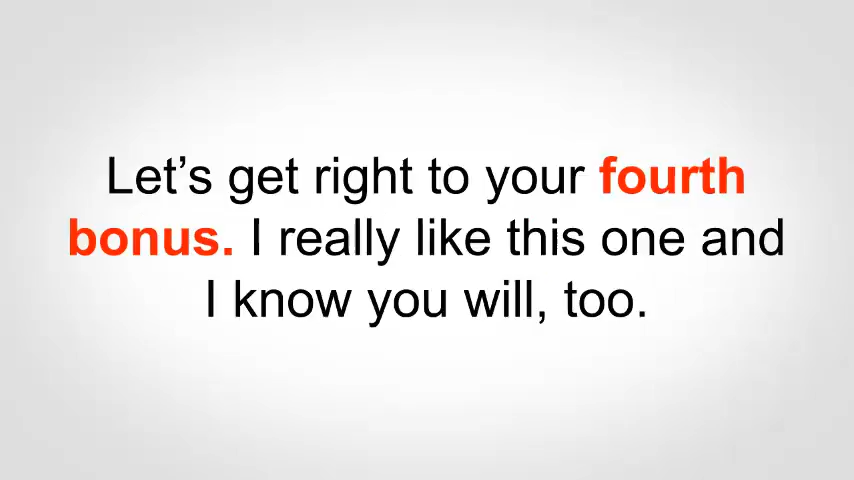 Let’s get right to your fourth
bonus. I really like this one and
I know you will, too.